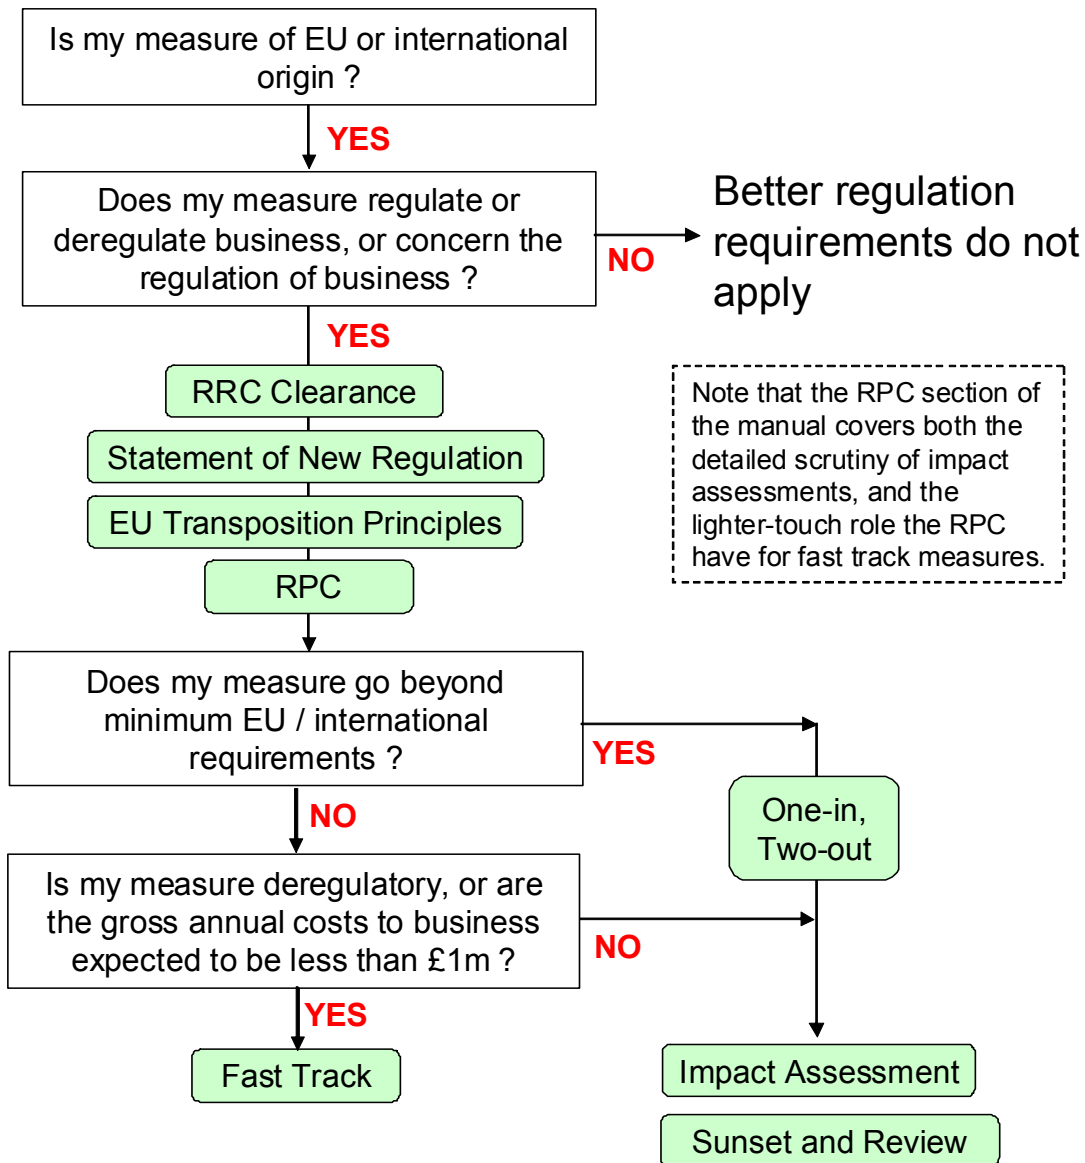 Is my measure of EU or international
origin ?
YES
Does my measure regulate or
deregulate business, or concern the
regulation of business ?
NO
Better regulation
requirements do not
apply
YES
RRC Clearance
Statement of New Regulation
EU Transposition Principles
RPC
Note that the RPC section of
the manual covers both the
detailed scrutiny of impact
assessments, and the
lighter-touch role the RPC
have for fast track measures.
Does my measure go beyond
minimum EU / international
requirements ?
YES
One-in,
Two-out
NO
Is my measure deregulatory, or are
the gross annual costs to business
expected to be less than £1m ?
NO
YES
Fast Track
Impact Assessment
Sunset and Review